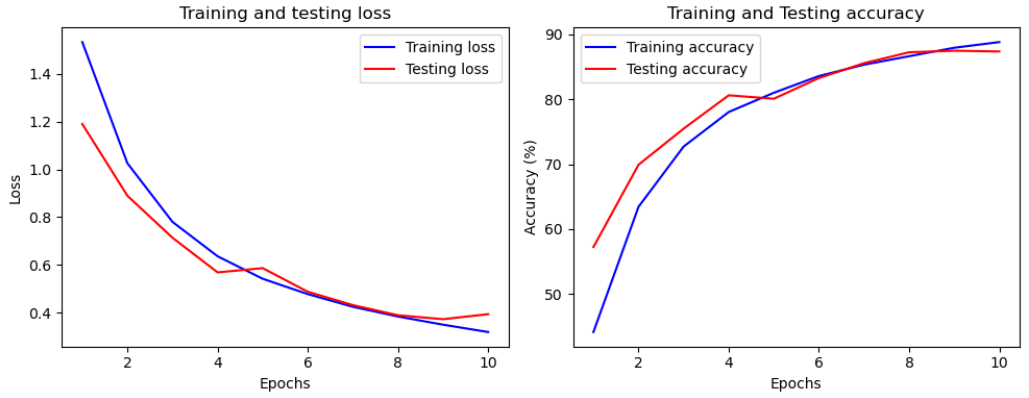 Training and testing loss
Training loss
Testing loss
1.4
1.2
1.0
0.8
0.6
0.4
Loss
2
4
6
8
10
Epochs
Training and Testing accuracy
Training accuracy
Testing accuracy
90
80
70
60
50
Accuracy (%)
2
4
6
8
10
Epochs